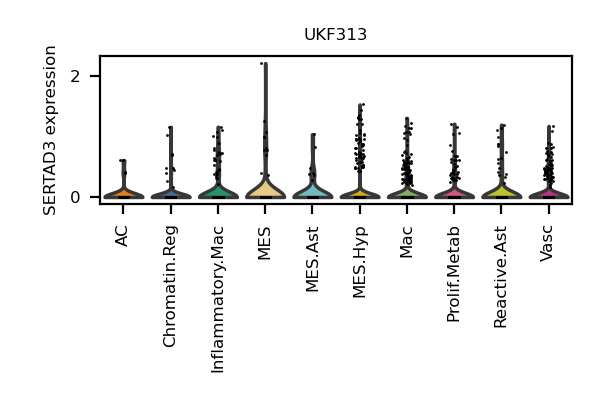 UKF313
SERTAD3 expression
2
0
AC
Chromatin.Reg
Inflammatory.Mac
MES
MES.Ast
MES.Hyp
Mac
Prolif.Metab
Reactive.Ast
Vasc